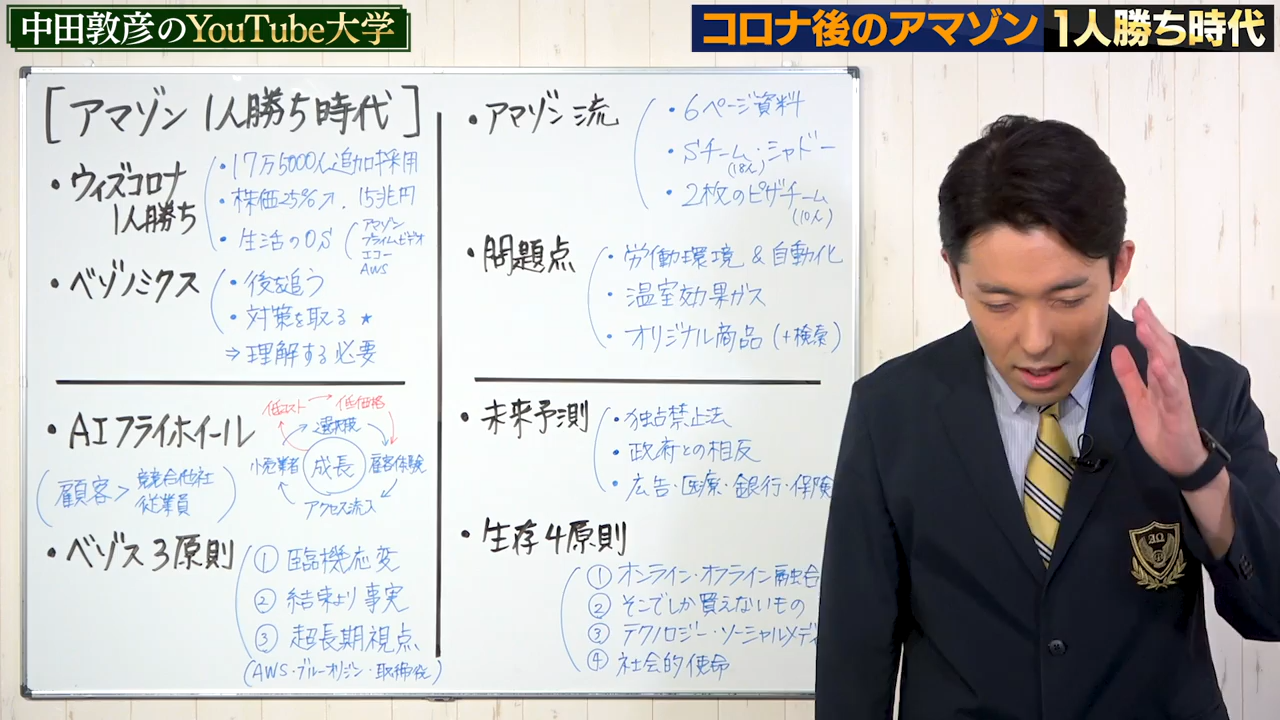 中田敦彦のYouTube大学
コロナ後のアマゾン 1人勝ち時代
[アマゾン 1人勝ち時代]
・ウィズコロナ
1人勝ち
・17万5000人追加採用
・株価25%↗. 15兆円
・生活のOS
アマゾン
プライムビデオ
エコー
AWS
・ベゾノミクス
・後を追う
・対策を取る ★
⇒理解する必要
・AIフライホイール
(顧客>競合他社
従業員)
低コスト→低価格
選択肢
小売業者
成長
顧客体験
アクセス流入
・ベゾス3原則
① 臨機応変
② 結束より事実
③ 超長期視点
(AWS・ブルーオリジン・取締役)
・アマゾン流
・6ページ資料
・Sチーム・シャドー
(18人)
・2枚のピザチーム
(10人)
・問題点
・労働環境 & 自動化
・温室効果ガス
・オリジナル商品(+検索)
・未来予測
・独占禁止法
・政府との相反
・広告・医療・銀行・保険
・生存4原則
① オンライン・オフライン融合
② そこでしか買えないもの
③ テクノロジー・ソーシャルメデ
④ 社会的使命
ΑΩ